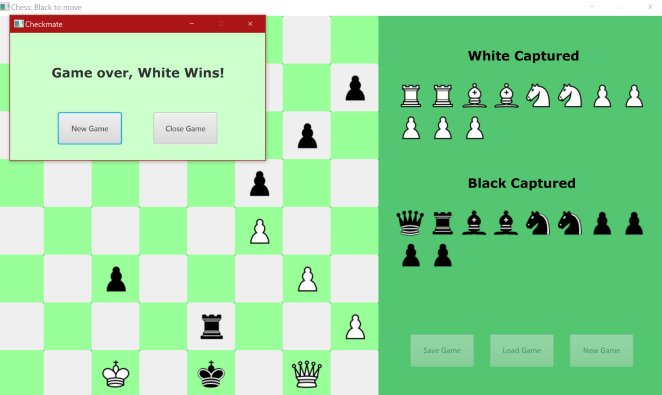 Chess: Black to move
Checkmate
Game over, White Wins!
New Game
Close Game
White Captured
Black Captured
Save Game
Load Game
New Game